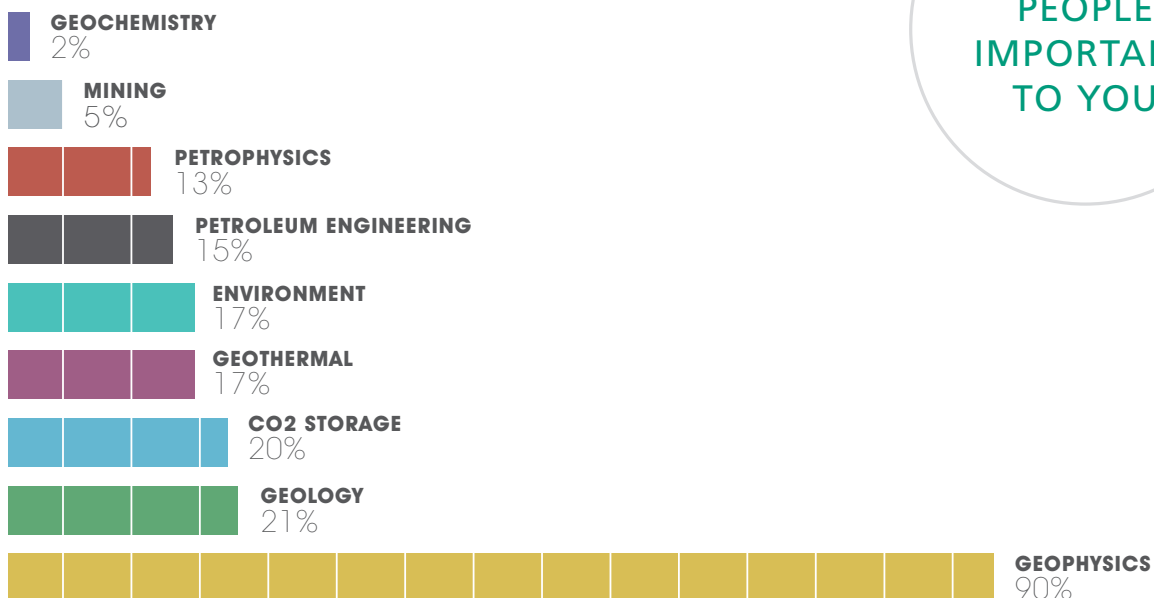 GEOCHEMISTRY
2%
PEOPLE
TO YOU
MINING
5%
PETROPHYSICS
13%
PETROLEUM ENGINEERING
15%
ENVIRONMENT
17%
GEOTHERMAL
17%
CO2 STORAGE
20%
GEOLOGY
21%
GEOPHYSICS
90%